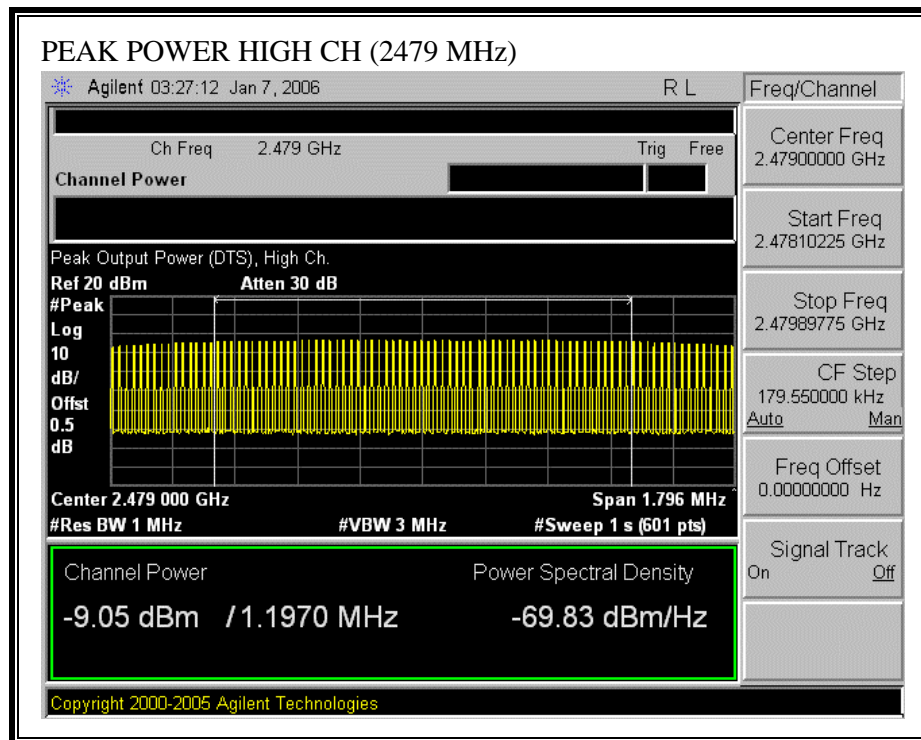 PEAK POWER HIGH CH (2479 MHz)
Agilent 03:27:12 Jan 7, 2006 R L
Freq/Channel
Ch Freq 2.479 GHz Trig Free
Channel Power
Peak Output Power (DTS), High Ch.
Ref 20 dBm Atten 30 dB
#Peak
Log
10
dB/
Offst
0.5
dB
Center 2.479 000 GHz Span 1.796 MHz
#Res BW 1 MHz #VBW 3 MHz #Sweep 1 s (601 pts)
Channel Power Power Spectral Density
-9.05 dBm / 1.1970 MHz -69.83 dBm/Hz
Copyright 2000-2005 Agilent Technologies
Center Freq
2.47900000 GHz
Start Freq
2.47810225 GHz
Stop Freq
2.47989775 GHz
CF Step
179.550000 kHz
Auto Man
Freq Offset
0.00000000 Hz
Signal Track
On Off